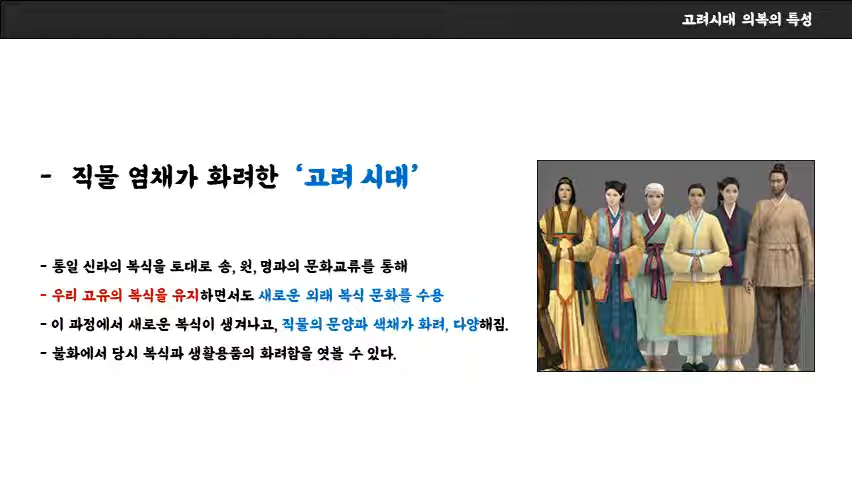 고려시대 의복의 특성
- 직물 염채가 화려한 ‘고려 시대’
- 통일 신라의 복식을 토대로 송, 원, 명과의 문화교류를 통해
- 우리 고유의 복식을 유지하면서도 새로운 외래 복식 문화를 수용
- 이 과정에서 새로운 복식이 생겨나고, 직물의 문양과 색채가 화려, 다양해짐.
- 불화에서 당시 복식과 생활용품의 화려함을 엿볼 수 있다.